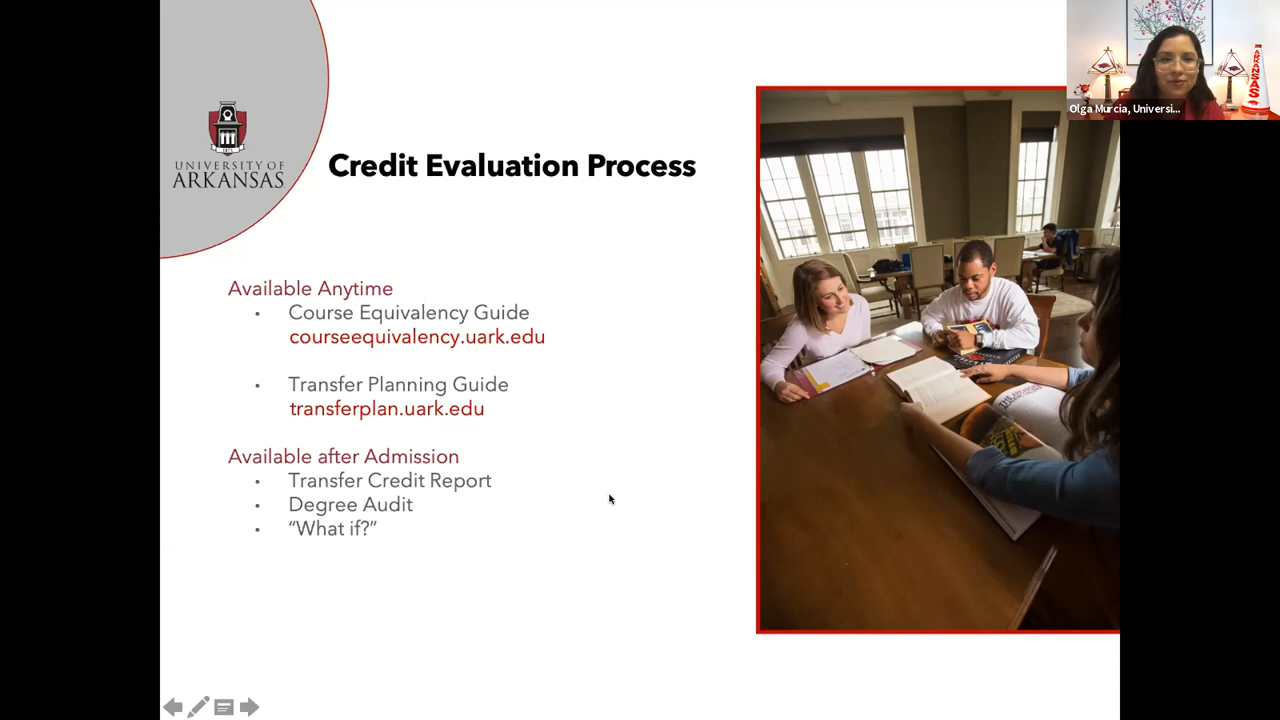 UNIVERSITY OF
ARKANSAS
Credit Evaluation Process
Available Anytime
• Course Equivalency Guide
courseequivalency.uark.edu
• Transfer Planning Guide
transferplan.uark.edu
Available after Admission
• Transfer Credit Report
• Degree Audit
• “What if?”
Olga Murcia, Universi...
ARKANSAS